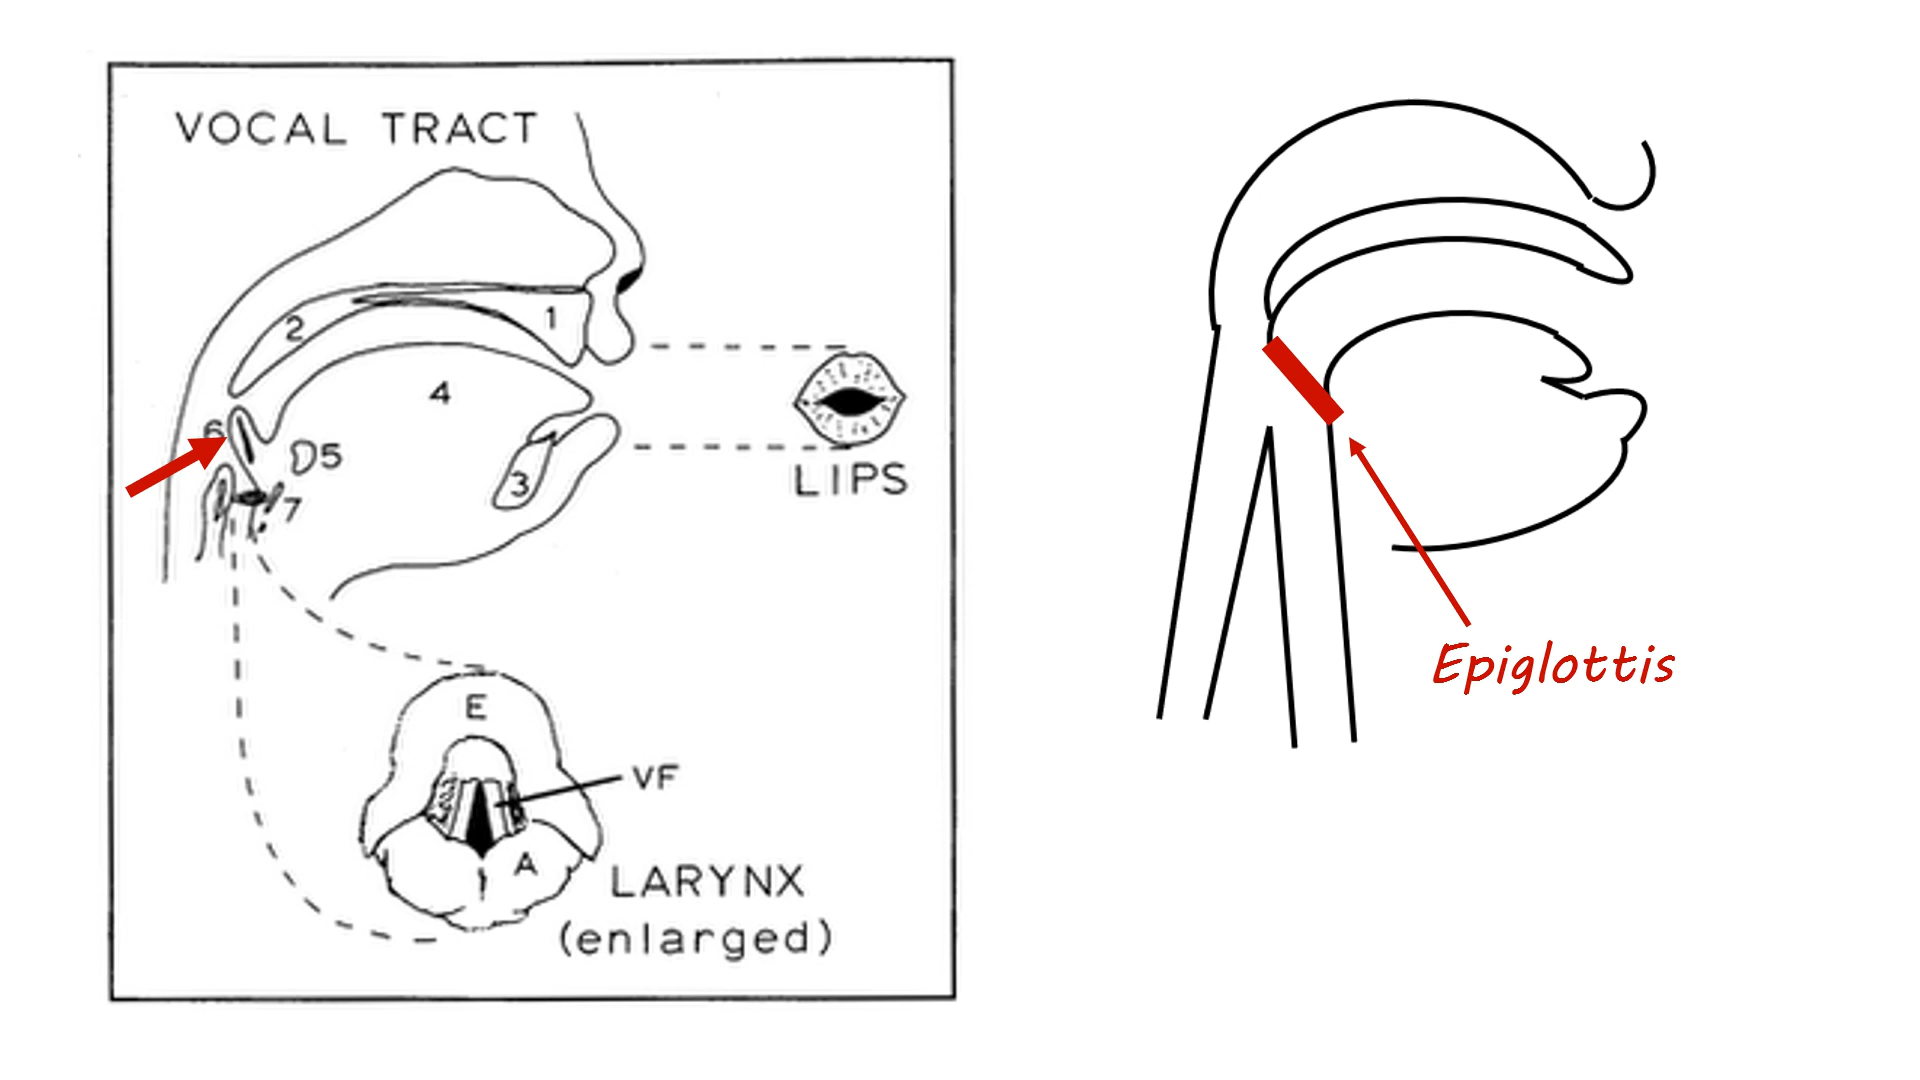 VOCAL TRACT
1
2
4
6
5
3
7
LIPS
E
VF
A
LARYNX
(enlarged)
Epiglottis